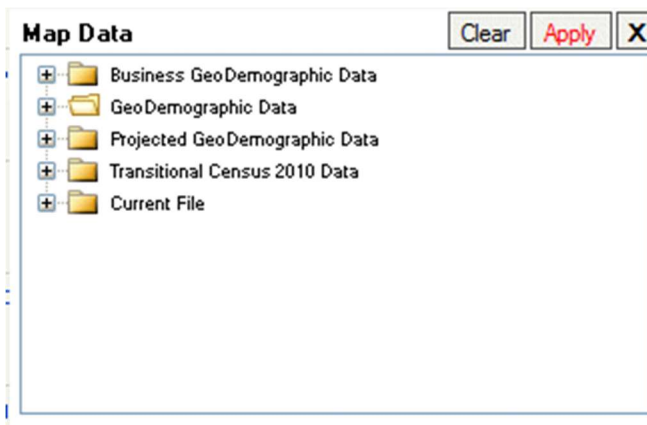 Map Data
Clear
Apply
X
Business GeoDemographic Data
GeoDemographic Data
Projected GeoDemographic Data
Transitional Census 2010 Data
Current File